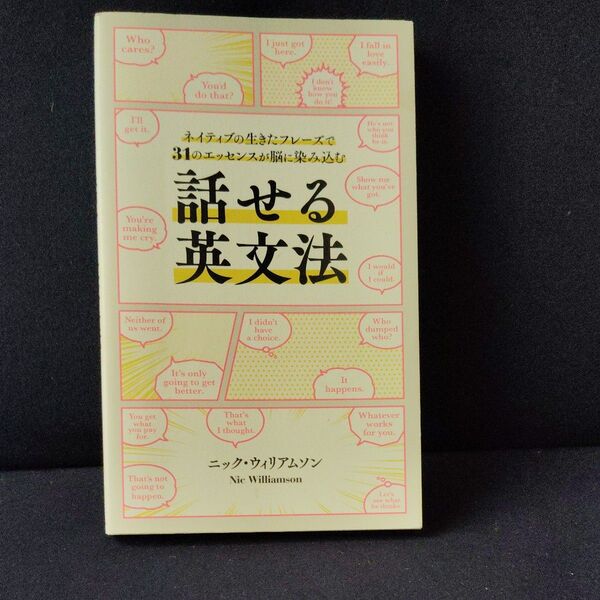 Who
cares?
You'd
do that?
I just got
here.
I don't
know
how you
do it!
I fall in
love
easily.
I'll
get it.
He's not
who you
think
he is.
ネイティブの生きたフレーズで
31のエッセンスが脳に染み込む
話せる
英文法
Show me
what you've
got.
You're
making
me cry.
I would
if
I could.
Neither of
us went.
It's only
going to get
better.
I didn't
have
a choice.
It
happens.
Who
dumped
who?
You get
what
you pay
for.
That's
what
I thought.
Whatever
works
for you.
ニック・ウィリアムソン
Nic Williamson
That's not
going to
happen.
Let's
see what
he thinks.